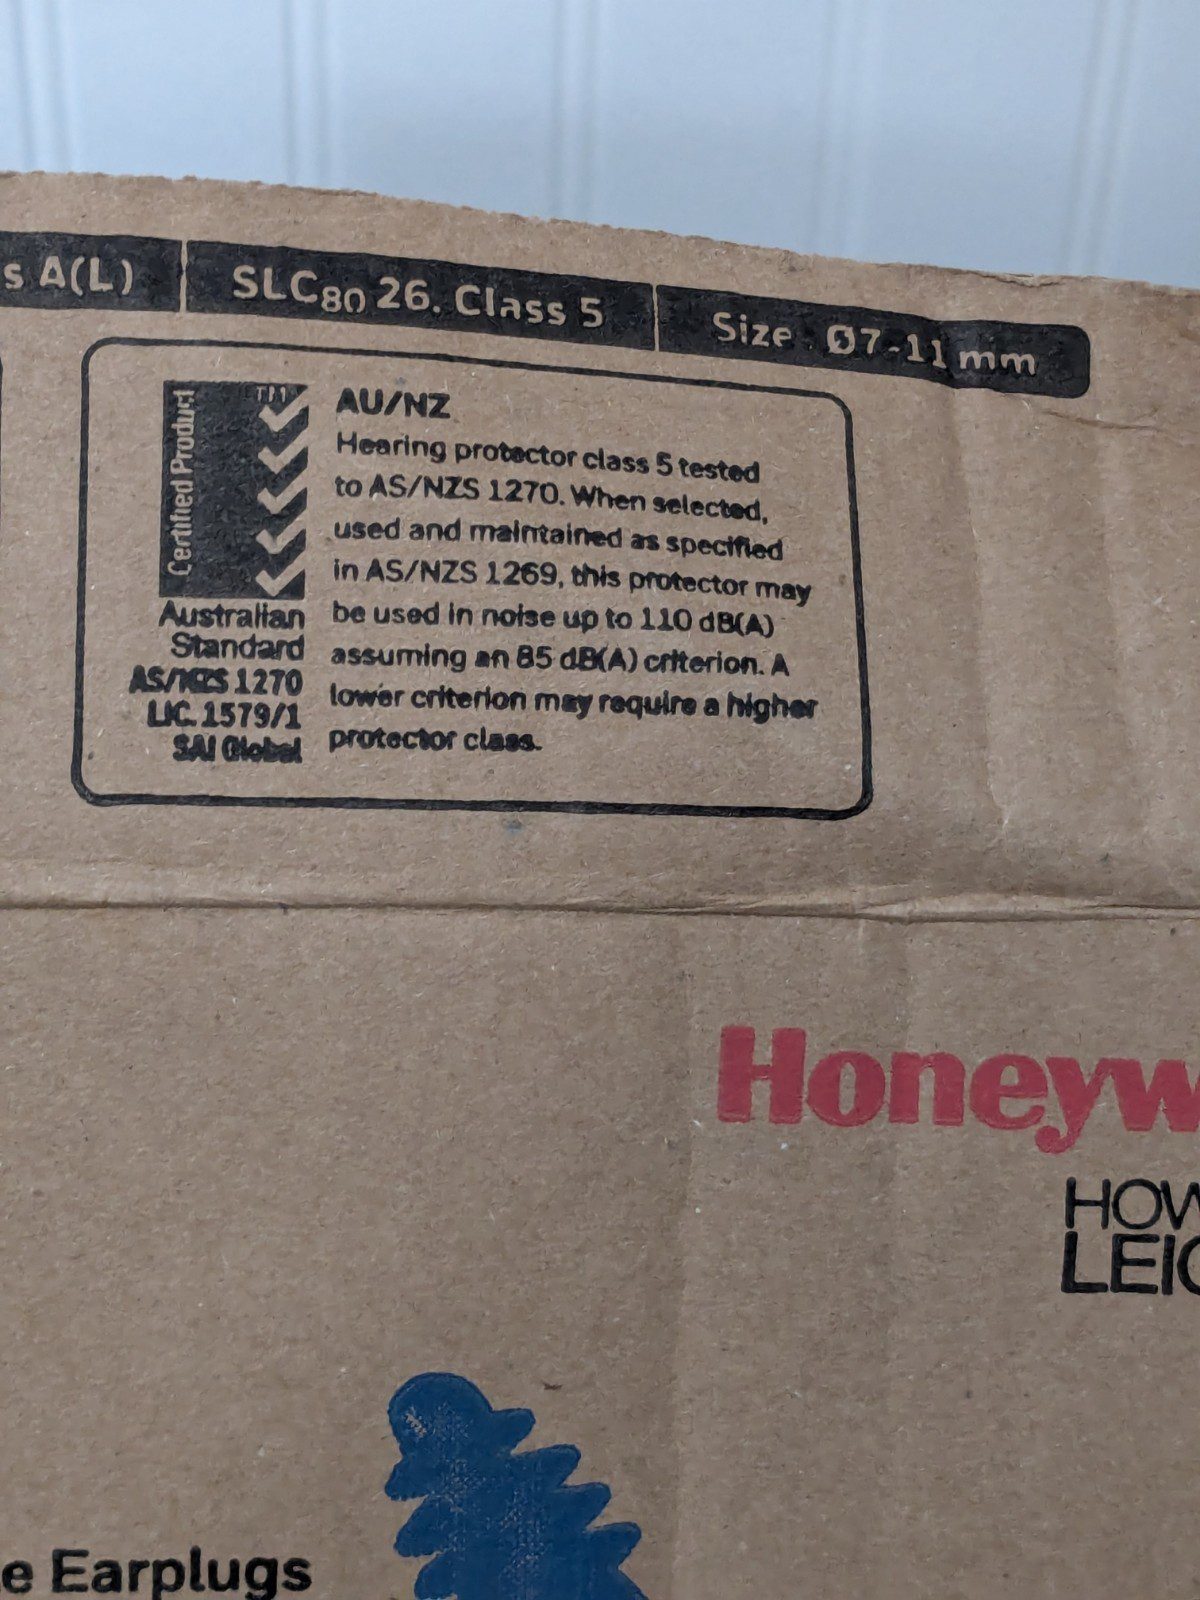 s A(L)
SLC80 26. Class 5
Size : Ø7-11 mm
Certified Product
TM
Australian
Standard
AS/NZS 1270
LIC. 1579/1
SAI Global
AU/NZ
Hearing protector class 5 tested
to AS/NZS 1270. When selected,
used and maintained as specified
in AS/NZS 1269, this protector may
be used in noise up to 110 dB(A)
assuming an 85 dB(A) criterion. A
lower criterion may require a higher
protector class.
Honeyw
HOW
LEIG
e Earplugs